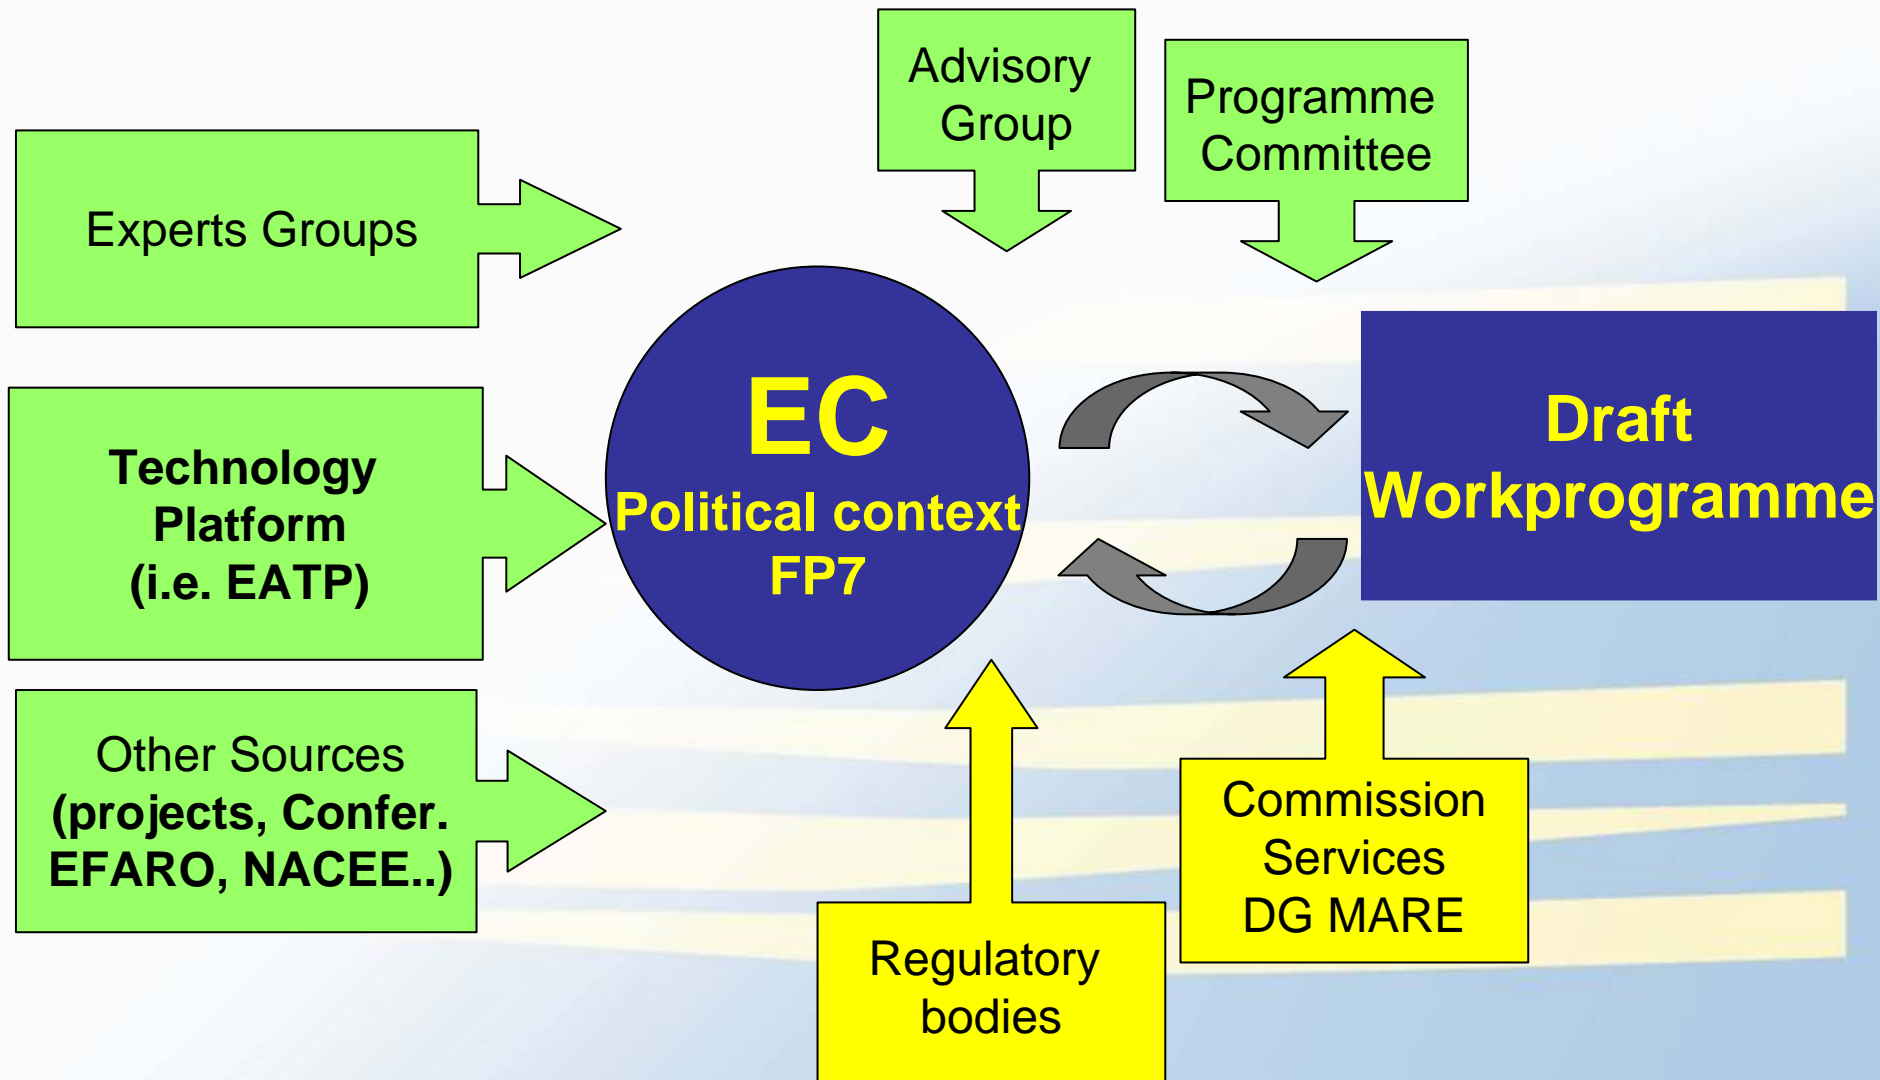 Advisory
Group
Programme
Committee
Experts Groups
Technology
Platform
(i.e. EATP)
EC
Political context
FP7
Draft
Workprogramme
Other Sources
(projects, Confer.
EFARO, NACEE..)
Commission
Services
DG MARE
Regulatory
bodies